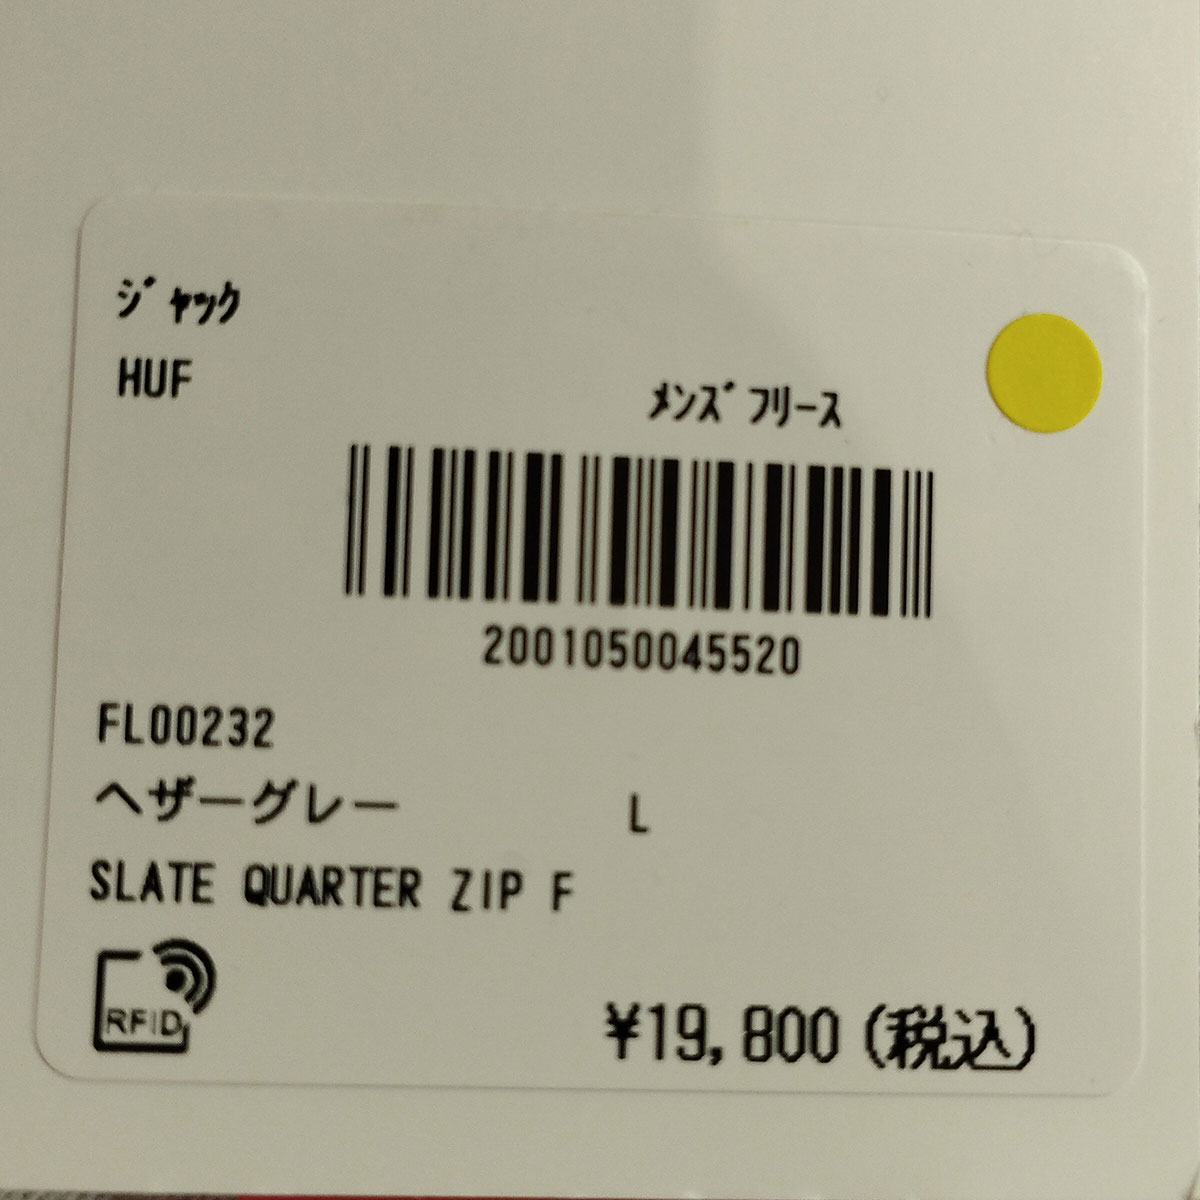 ｼﾞｬｯｸ
HUF
ﾒﾝｽﾞﾌﾘｰｽ
2001050045520
FL00232
ヘザーグレー L
SLATE QUARTER ZIP F
RFID
¥19,800(税込)